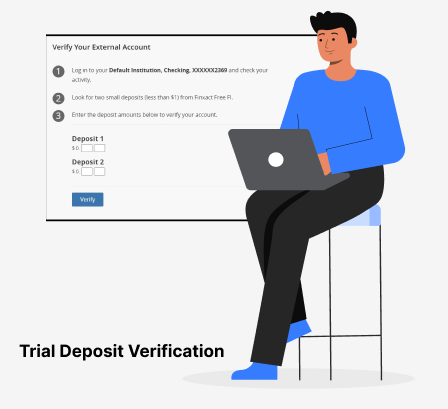 Verify Your External Account
1 Log in to your Default Institution, Checking, XXXXXX2369 and check your
activity.
2 Look for two small deposits (less than $1) from Finxact Free FI.
3 Enter the deposit amounts below to verify your account.
Deposit 1
$ 0.
Deposit 2
$ 0.
Verify
Trial Deposit Verification